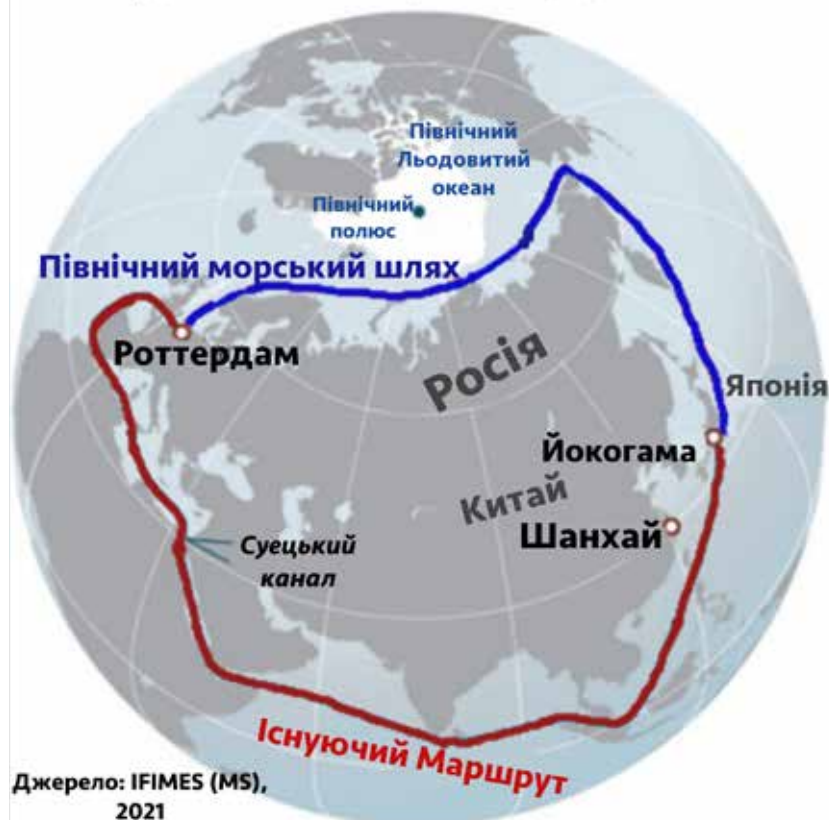 Північний
Льодовитий
океан
Північний
полюс
Північний морський шлях
Роттердам
Росія
Японія
Йокогама
Китай
Шанхай
Суецький
канал
Існуючий Маршрут
Джерело: IFIMES (MS),
2021